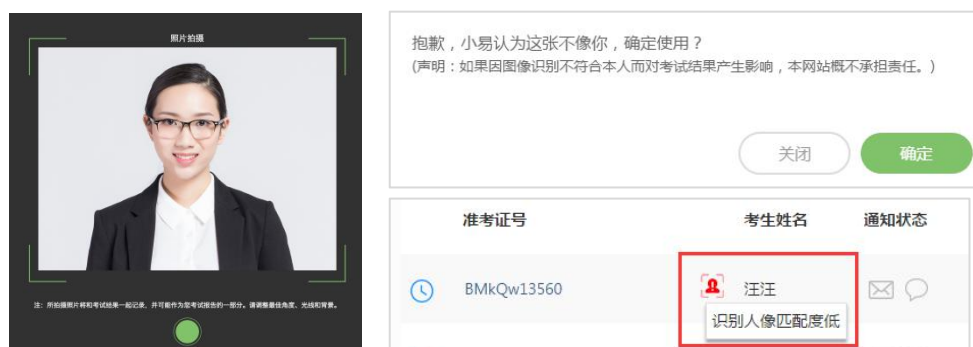 照片拍摄
注：所拍摄照片将和考试结果一起记录，并可能作为您考试报告的一部分。请调整最佳角度、光线和背景。
抱歉，小易认为这张不像你，确定使用？
(声明：如果因图像识别不符合本人而对考试结果产生影响，本网站概不承担责任。)
关闭
确定
准考证号 考生姓名 通知状态
BMkQw13560 汪汪
识别人像匹配度低